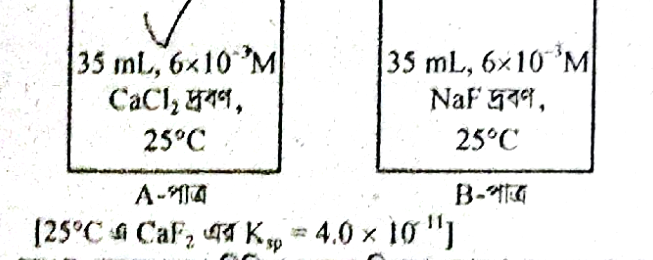 35 mL, 6×10⁻³M
CaCl₂ দ্রবণ,
25°C
A-পাত্র
35 mL, 6×10⁻³M
NaF দ্রবণ,
25°C
B-পাত্র
[25°C এ CaF₂ এর Kₛₚ = 4.0 × 10⁻¹¹]